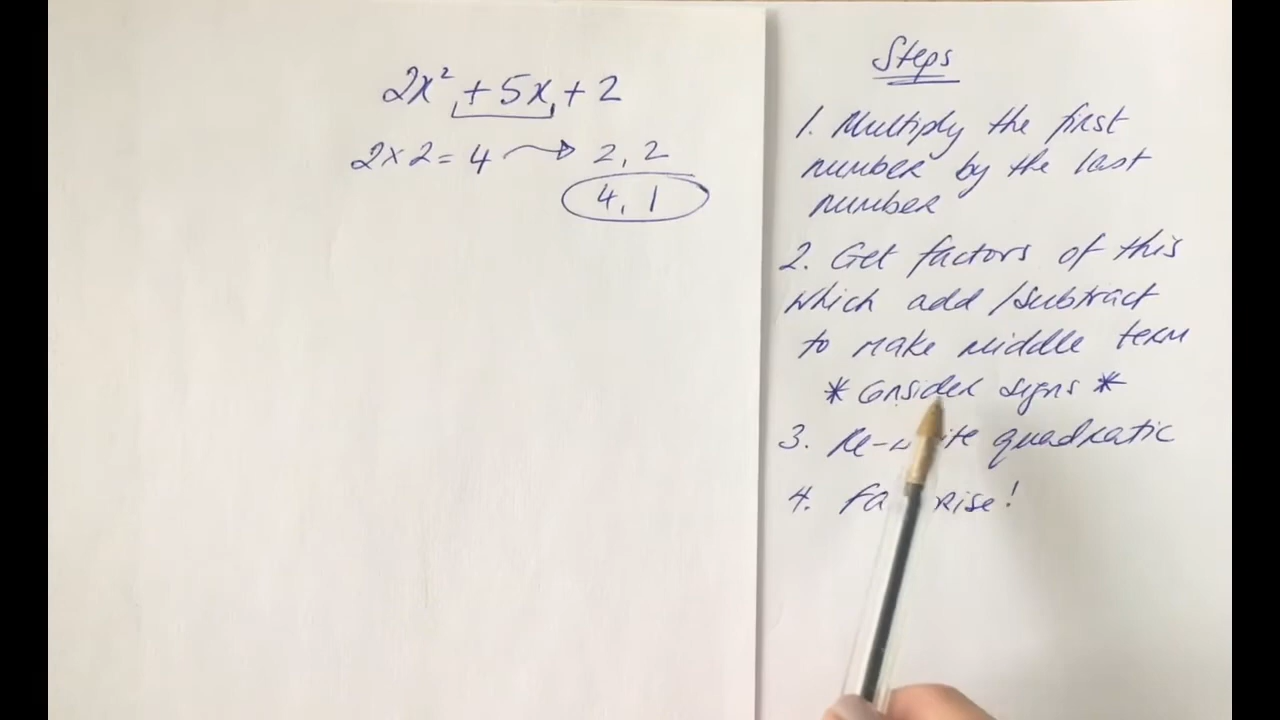 2x² + 5x + 2
2 x 2 = 4 → 2, 2
4, 1
Steps
1. Multiply the first
number by the last
number
2. Get factors of this
which add / subtract
to make middle term
* Consider signs *
3. quadratic
4.